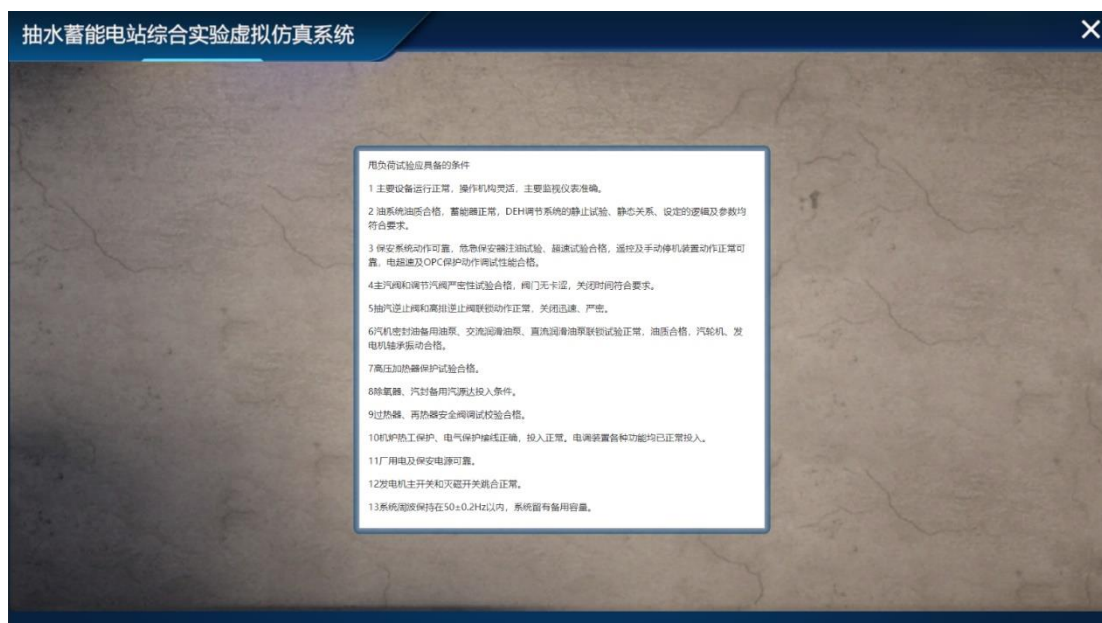 抽水蓄能电站综合实验虚拟仿真系统
甩负荷试验应具备的条件
1 主要设备运行正常，操作机构灵活，主要监视仪表准确。
2 油系统油质合格，蓄能器正常，DEH调节系统的静止试验、静态关系、设定的逻辑及参数均
符合要求。
3 保安系统动作可靠，危急保安器注油试验、超速试验合格，遥控及手动停机装置动作正常可
靠，电超速及OPC保护动作调试性能合格。
4主汽阀和调节汽阀严密性试验合格，阀门无卡涩，关闭时间符合要求。
5抽汽逆止阀和高排逆止阀联锁动作正常，关闭迅速、严密。
6汽机密封油备用油泵、交流润滑油泵、直流润滑油泵联锁试验正常，油质合格，汽轮机、发
电机轴承振动合格。
7高压加热器保护试验合格。
8除氧器、汽封备用汽源达投入条件。
9过热器、再热器安全阀调试校验合格。
10机炉热工保护、电气保护接线正确，投入正常。电调装置各种功能均已正常投入。
11厂用电及保安电源可靠。
12发电机主开关和灭磁开关跳合正常。
13系统周波保持在50±0.2Hz以内，系统留有备用容量。